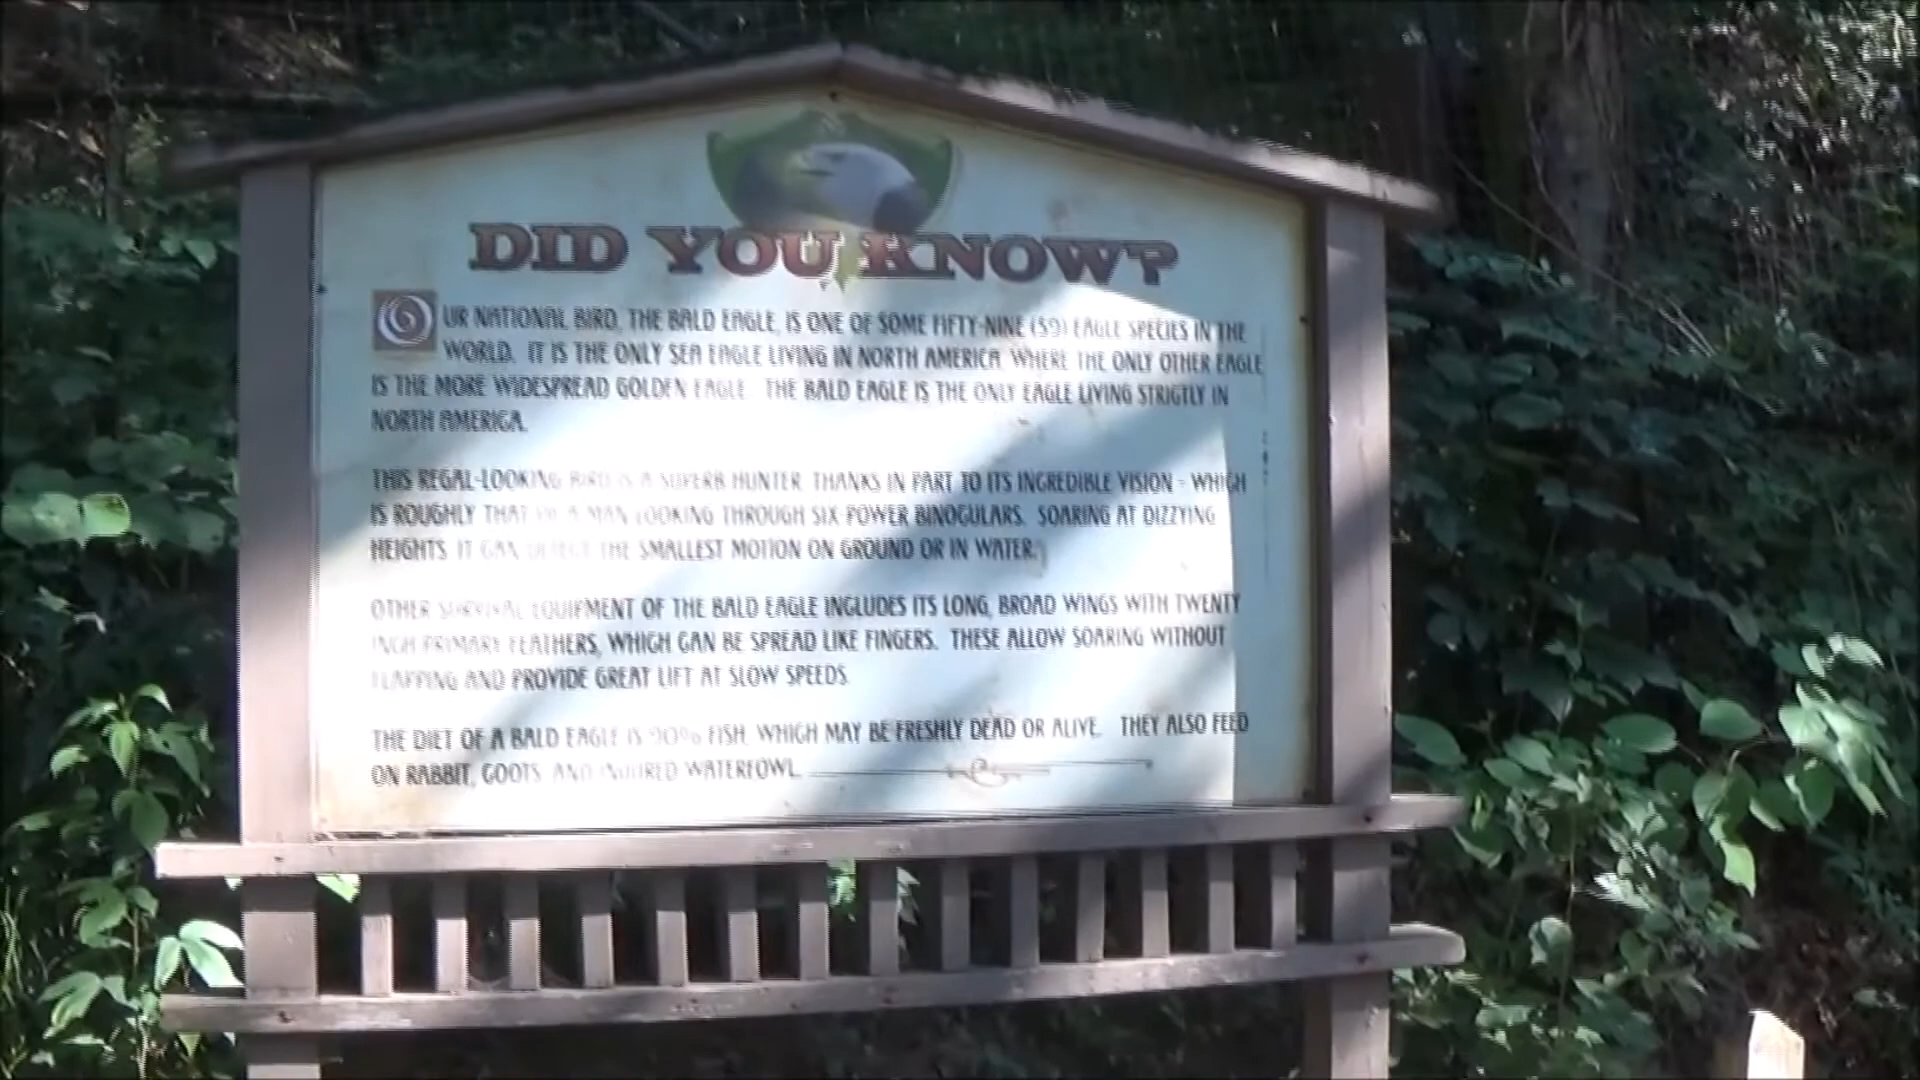 DID YOU KNOW?
OUR NATIONAL BIRD, THE BALD EAGLE, IS ONE OF SOME FIFTY-NINE (59) EAGLE SPECIES IN THE
WORLD. IT IS THE ONLY SEA EAGLE LIVING IN NORTH AMERICA, WHERE THE ONLY OTHER EAGLE
IS THE MORE WIDESPREAD GOLDEN EAGLE. THE BALD EAGLE IS THE ONLY EAGLE LIVING STRICTLY IN
NORTH AMERICA.
THIS REGAL-LOOKING BIRD IS A SUPERB HUNTER, THANKS IN PART TO ITS INCREDIBLE VISION - WHICH
IS ROUGHLY THAT OF A MAN LOOKING THROUGH SIX-POWER BINOCULARS. SOARING AT DIZZYING
HEIGHTS, IT CAN DETECT THE SMALLEST MOTION ON GROUND OR IN WATER.
OTHER SURVIVAL EQUIPMENT OF THE BALD EAGLE INCLUDES ITS LONG, BROAD WINGS WITH TWENTY
INCH PRIMARY FEATHERS, WHICH CAN BE SPREAD LIKE FINGERS. THESE ALLOW SOARING WITHOUT
FLAPPING AND PROVIDE GREAT LIFT AT SLOW SPEEDS.
THE DIET OF A BALD EAGLE IS 90% FISH, WHICH MAY BE FRESHLY DEAD OR ALIVE. THEY ALSO FEED
ON RABBIT, COOTS, AND INJURED WATERFOWL.